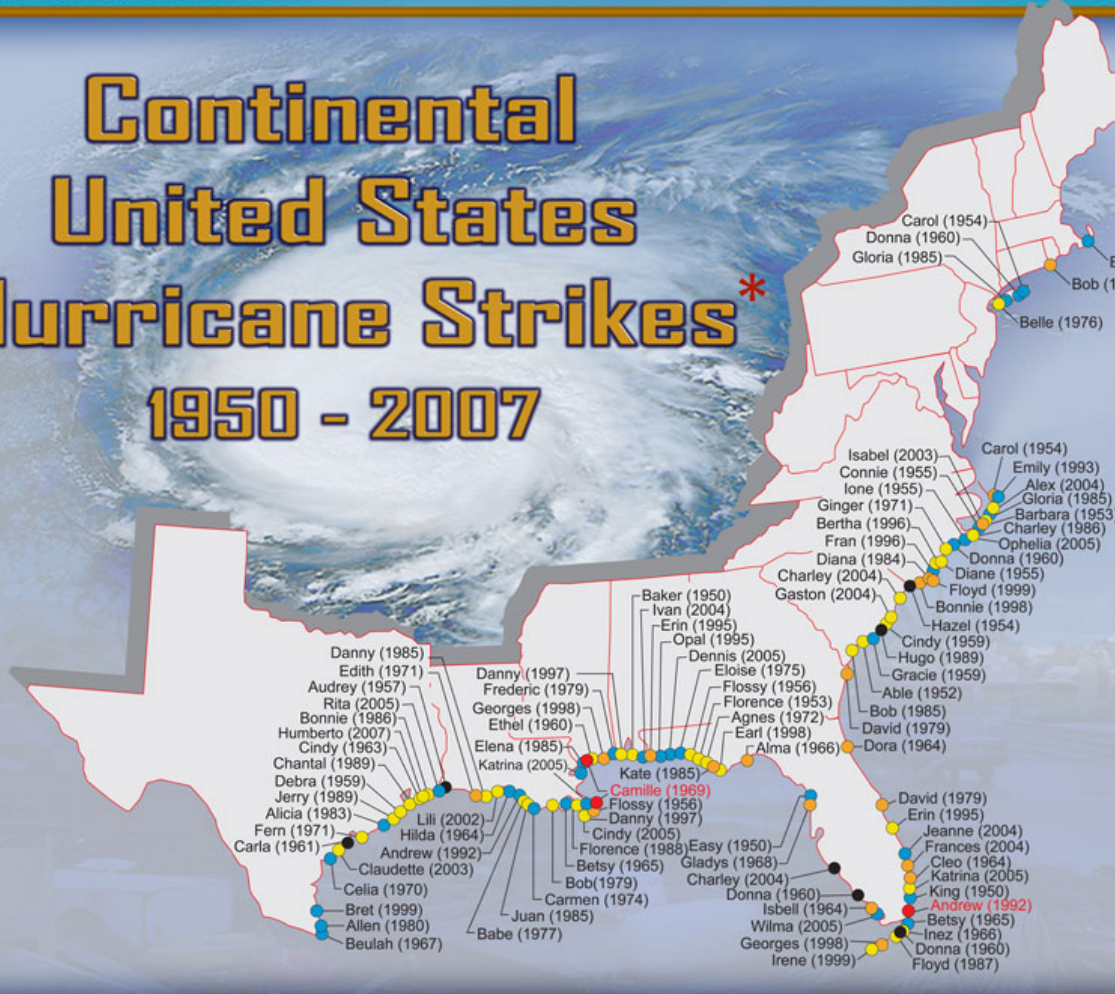 Continental
United States
Hurricane Strikes*
1950 - 2007
Carol (1954)
Donna (1960)
Gloria (1985)
Bob (1
Belle (1976)
Isabel (2003)
Connie (1955)
Ione (1955)
Ginger (1971)
Bertha (1996)
Fran (1996)
Diana (1984)
Charley (2004)
Gaston (2004)
Carol (1954)
Emily (1993)
Alex (2004)
Gloria (1985)
Barbara (1953
Charley (1986)
Ophelia (2005)
Donna (1960)
Diane (1955)
Floyd (1999)
Bonnie (1998)
Hazel (1954)
Cindy (1959)
Hugo (1989)
Gracie (1959)
Able (1952)
Bob (1985)
David (1979)
Dora (1964)
Baker (1950)
Ivan (2004)
Erin (1995)
Opal (1995)
Dennis (2005)
Eloise (1975)
Flossy (1956)
Florence (1953)
Agnes (1972)
Earl (1998)
Alma (1966)
Kate (1985)
Danny (1997)
Frederic (1979)
Georges (1998)
Ethel (1960)
Elena (1985)
Katrina (2005)
Camille (1969)
Flossy (1956)
Danny (1997)
Cindy (2005)
Florence (1988)
Betsy (1965)
Bob(1979)
Carmen (1974)
Juan (1985)
Babe (1977)
Andrew (1992)
Hilda (1964)
Lili (2002)
Danny (1985)
Edith (1971)
Audrey (1957)
Rita (2005)
Bonnie (1986)
Humberto (2007)
Cindy (1963)
Chantal (1989)
Debra (1959)
Jerry (1989)
Alicia (1983)
Fern (1971)
Carla (1961)
Claudette (2003)
Celia (1970)
Bret (1999)
Allen (1980)
Beulah (1967)
Easy (1950)
Gladys (1968)
Charley (2004)
Donna (1960)
Isbell (1964)
Wilma (2005)
Georges (1998)
Irene (1999)
David (1979)
Erin (1995)
Jeanne (2004)
Frances (2004)
Cleo (1964)
Katrina (2005)
King (1950)
Andrew (1992)
Betsy (1965)
Inez (1966)
Donna (1960)
Floyd (1987)